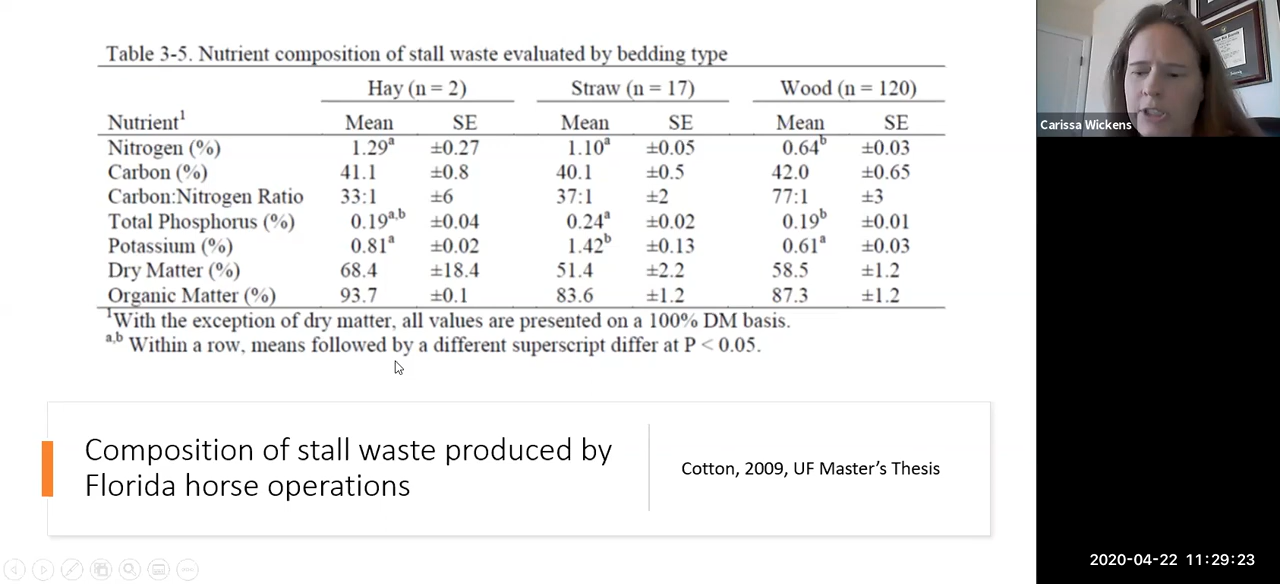 Table 3-5. Nutrient composition of stall waste evaluated by bedding type
Hay (n = 2) Straw (n = 17) Wood (n = 120)
Nutrient¹ Mean SE Mean SE Mean SE
Nitrogen (%) 1.29ᵃ ±0.27 1.10ᵃ ±0.05 0.64ᵇ ±0.03
Carbon (%) 41.1 ±0.8 40.1 ±0.5 42.0 ±0.65
Carbon:Nitrogen Ratio 33:1 ±6 37:1 ±2 77:1 ±3
Total Phosphorus (%) 0.19ᵃ,ᵇ ±0.04 0.24ᵃ ±0.02 0.19ᵇ ±0.01
Potassium (%) 0.81ᵃ ±0.02 1.42ᵇ ±0.13 0.61ᵃ ±0.03
Dry Matter (%) 68.4 ±18.4 51.4 ±2.2 58.5 ±1.2
Organic Matter (%) 93.7 ±0.1 83.6 ±1.2 87.3 ±1.2
¹With the exception of dry matter, all values are presented on a 100% DM basis.
ᵃ,ᵇ Within a row, means followed by a different superscript differ at P < 0.05.
Composition of stall waste produced by
Florida horse operations
Cotton, 2009, UF Master's Thesis
Carissa Wickens
2020-04-22 11:29:23